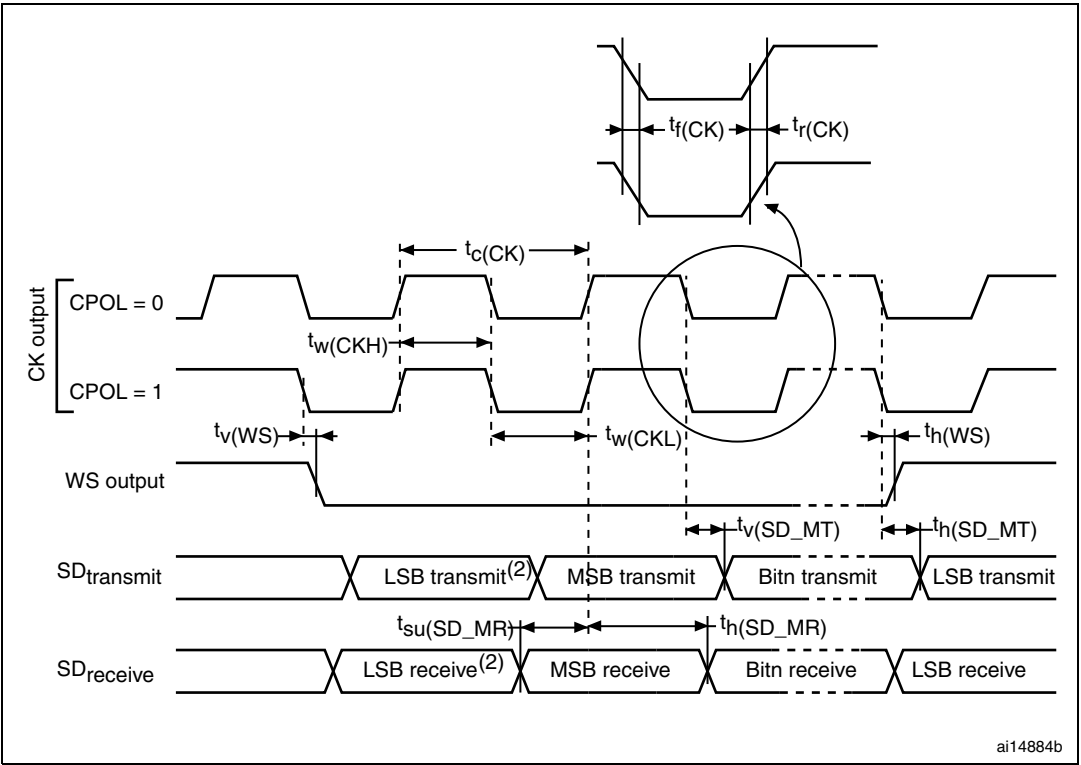 tf(CK)
tr(CK)
tc(CK)
CK output
CPOL = 0
tw(CKH)
CPOL = 1
tv(WS)
tw(CKL)
th(WS)
WS output
tv(SD_MT)
th(SD_MT)
SDtransmit
LSB transmit(2)
MSB transmit
Bitn transmit
LSB transmit
tsu(SD_MR)
th(SD_MR)
SDreceive
LSB receive(2)
MSB receive
Bitn receive
LSB receive
ai14884b